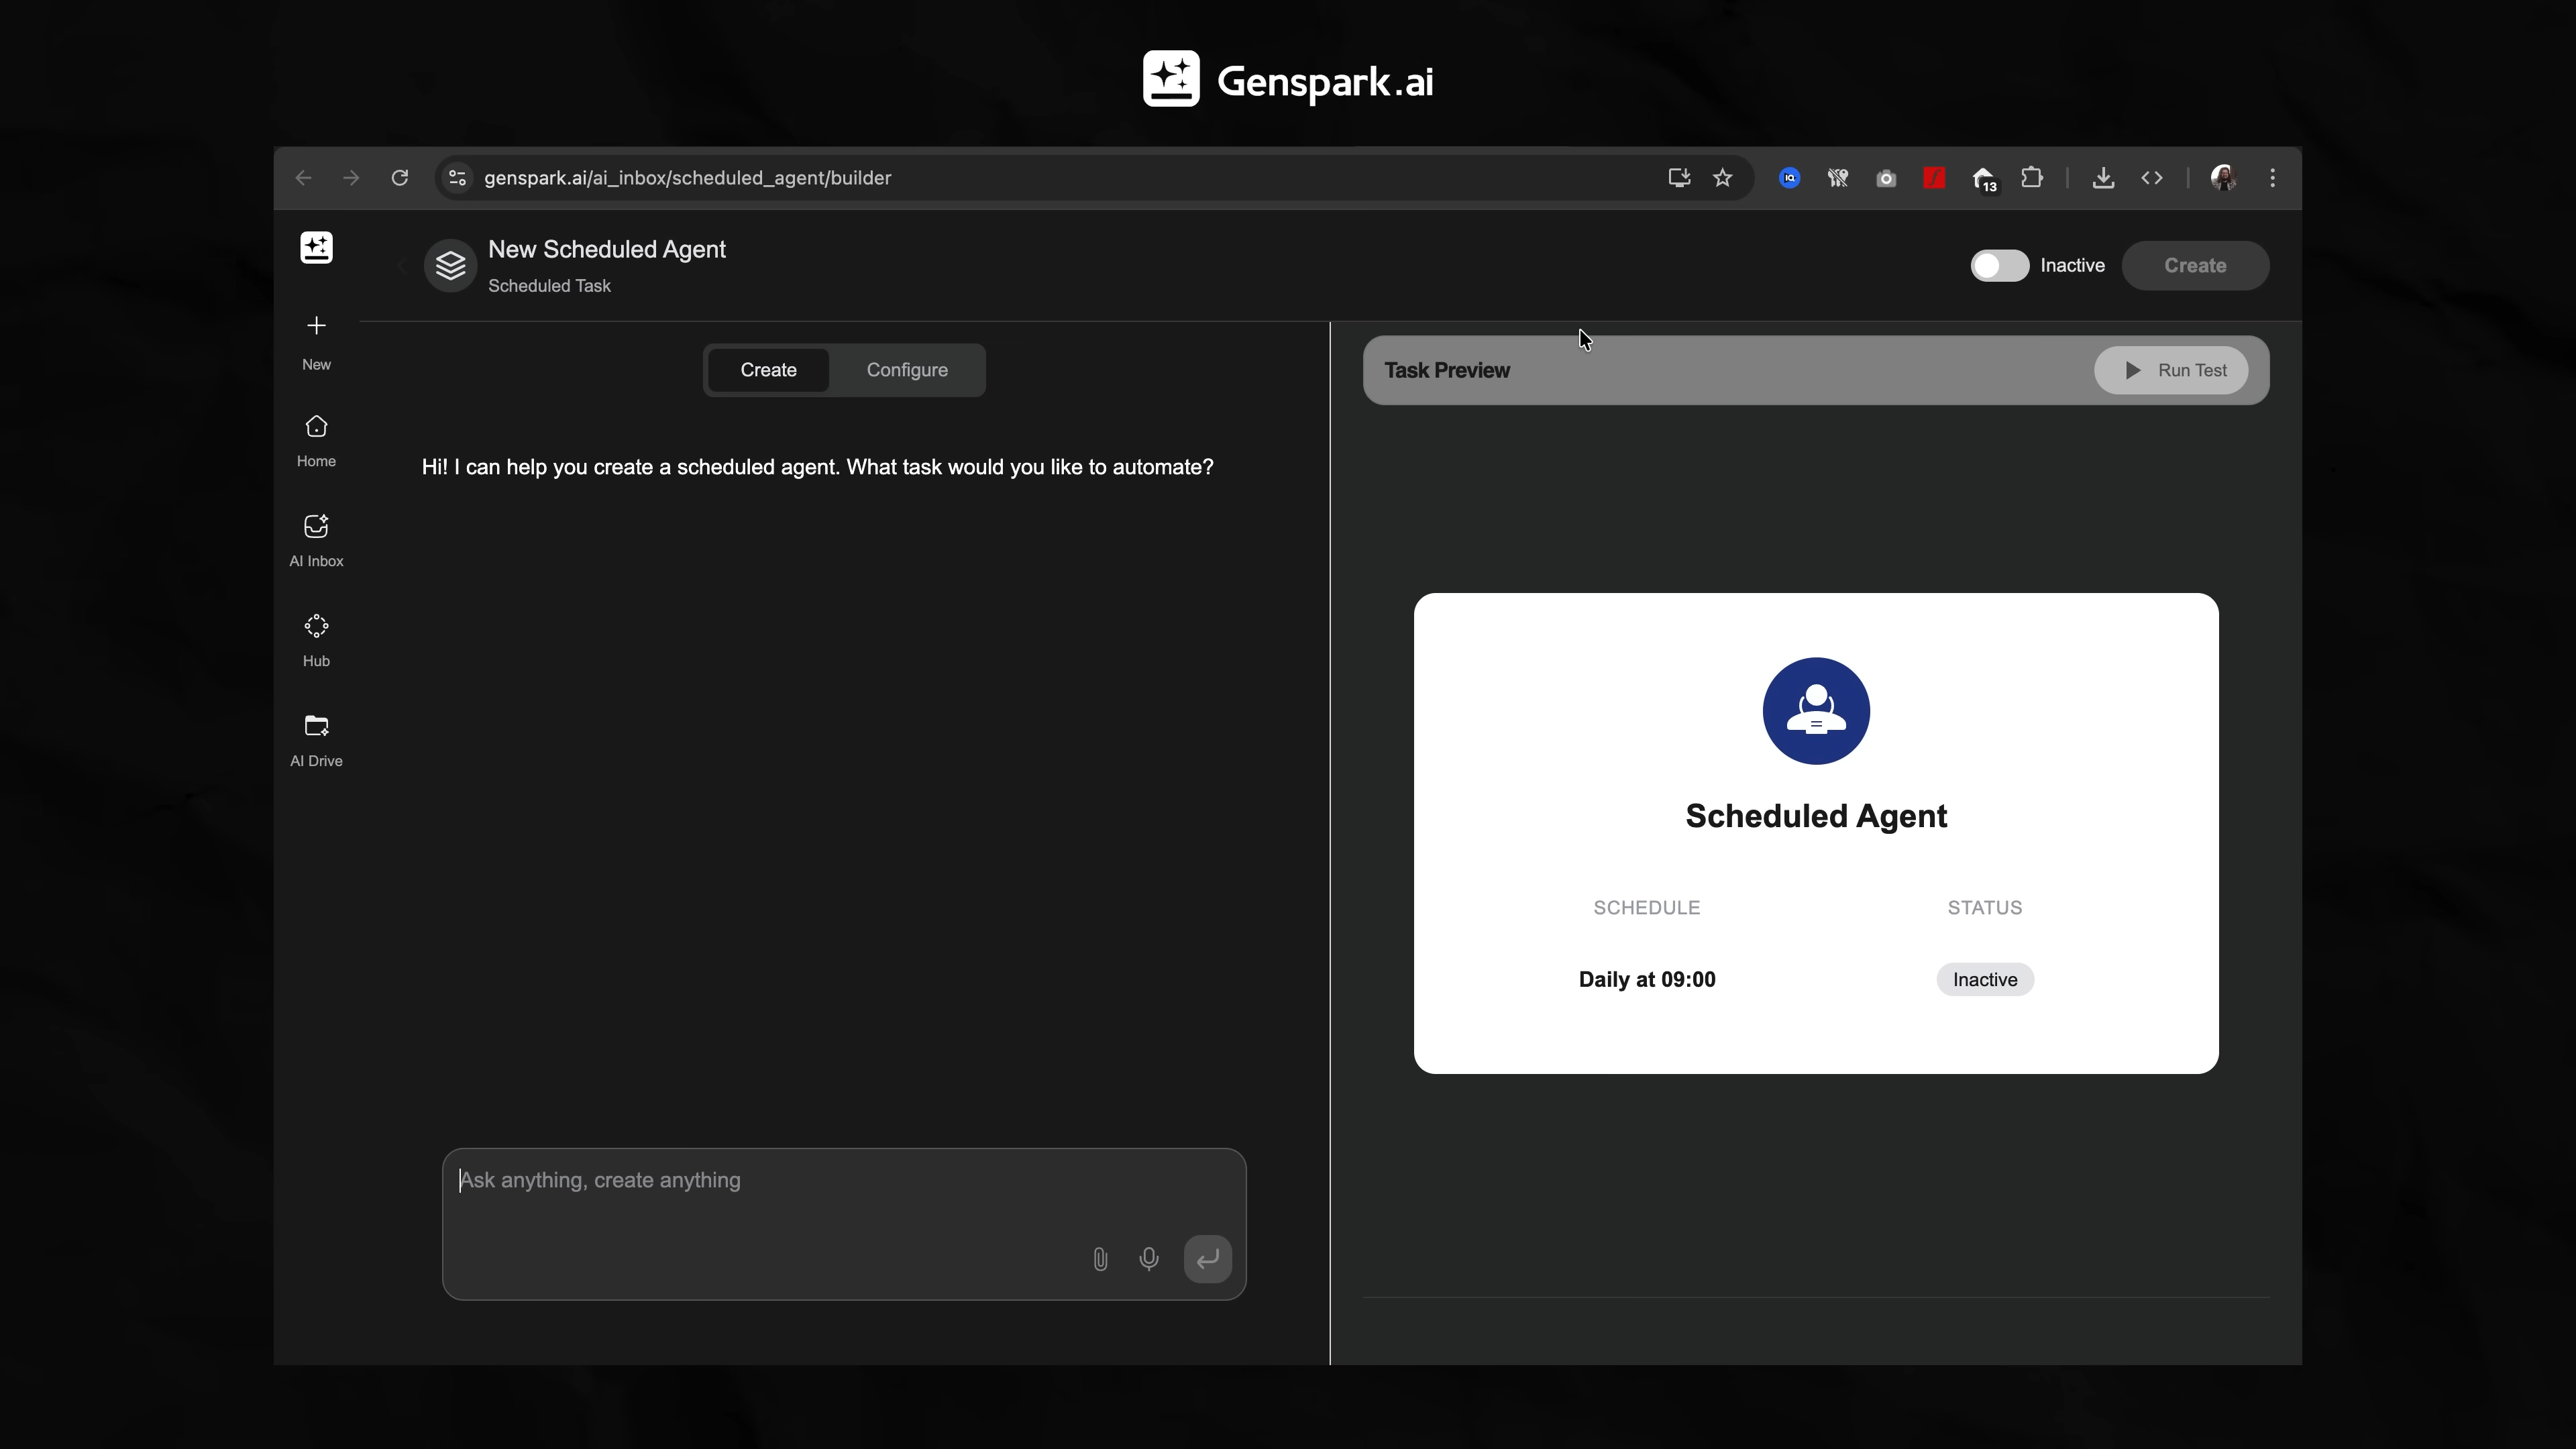 Genspark.ai
genspark.ai/ai_inbox/scheduled_agent/builder
IQ
13
New Scheduled Agent
Scheduled Task
Inactive
Create
New
Home
AI Inbox
Hub
AI Drive
Create
Configure
Hi! I can help you create a scheduled agent. What task would you like to automate?
Ask anything, create anything
Task Preview
Run Test
Scheduled Agent
SCHEDULE
STATUS
Daily at 09:00
Inactive